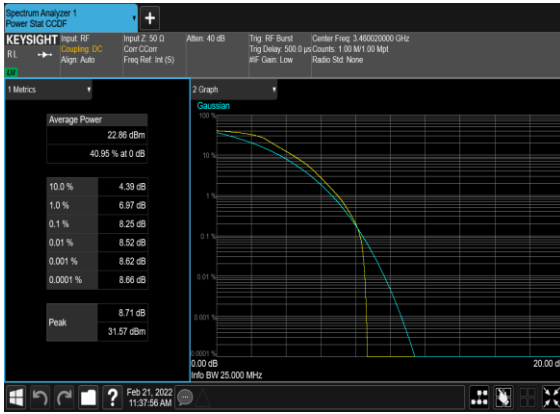 Spectrum Analyzer 1
Power Stat CCDF
+
KEYSIGHT
Input: RF
Input Z: 50 Ω
Atten: 40 dB
Trig: RF Burst
Center Freq: 3.460020000 GHz
RL
Coupling: DC
Corr CCorr
Trig Delay: 500.0 µs
Counts: 1.00 M/1.00 Mpt
Align: Auto
Freq Ref: Int (S)
#IF Gain: Low
Radio Std: None
1 Metrics
2 Graph
Gaussian
Average Power
22.86 dBm
40.95 % at 0 dB
10.0 % 4.39 dB
1.0 % 6.97 dB
0.1 % 8.25 dB
0.01 % 8.52 dB
0.001 % 8.62 dB
0.0001 % 8.66 dB
Peak
8.71 dB
31.57 dBm
100 %
10 %
1 %
0.1 %
0.01 %
0.001 %
0.0001 %
0.00 dB
20.00 d
Info BW 25.000 MHz
?
Feb 21, 2022
11:37:56 AM